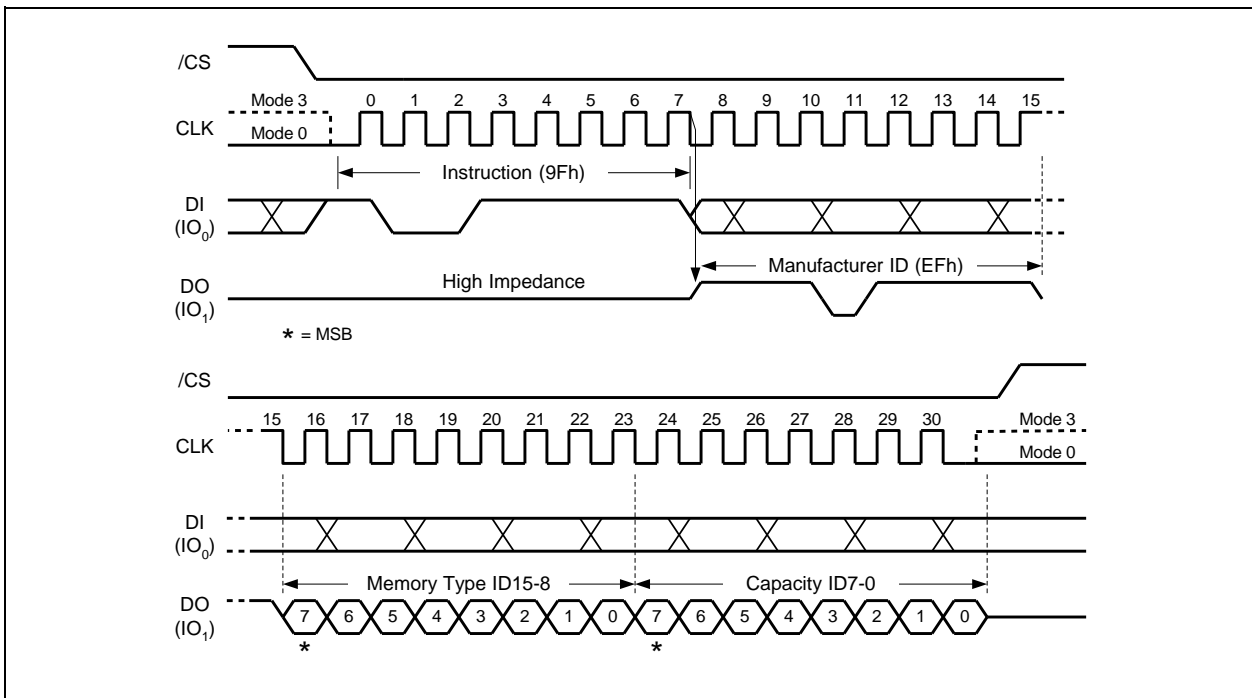 /CS
Mode 3
0 1 2 3 4 5 6 7 8 9 10 11 12 13 14 15
CLK
Mode 0
Instruction (9Fh)
DI
(IO0)
Manufacturer ID (EFh)
High Impedance
DO
(IO1)
* = MSB
/CS
15 16 17 18 19 20 21 22 23 24 25 26 27 28 29 30
Mode 3
CLK
Mode 0
DI
(IO0)
Memory Type ID15-8
Capacity ID7-0
DO
(IO1)
7 6 5 4 3 2 1 0 7 6 5 4 3 2 1 0
* *